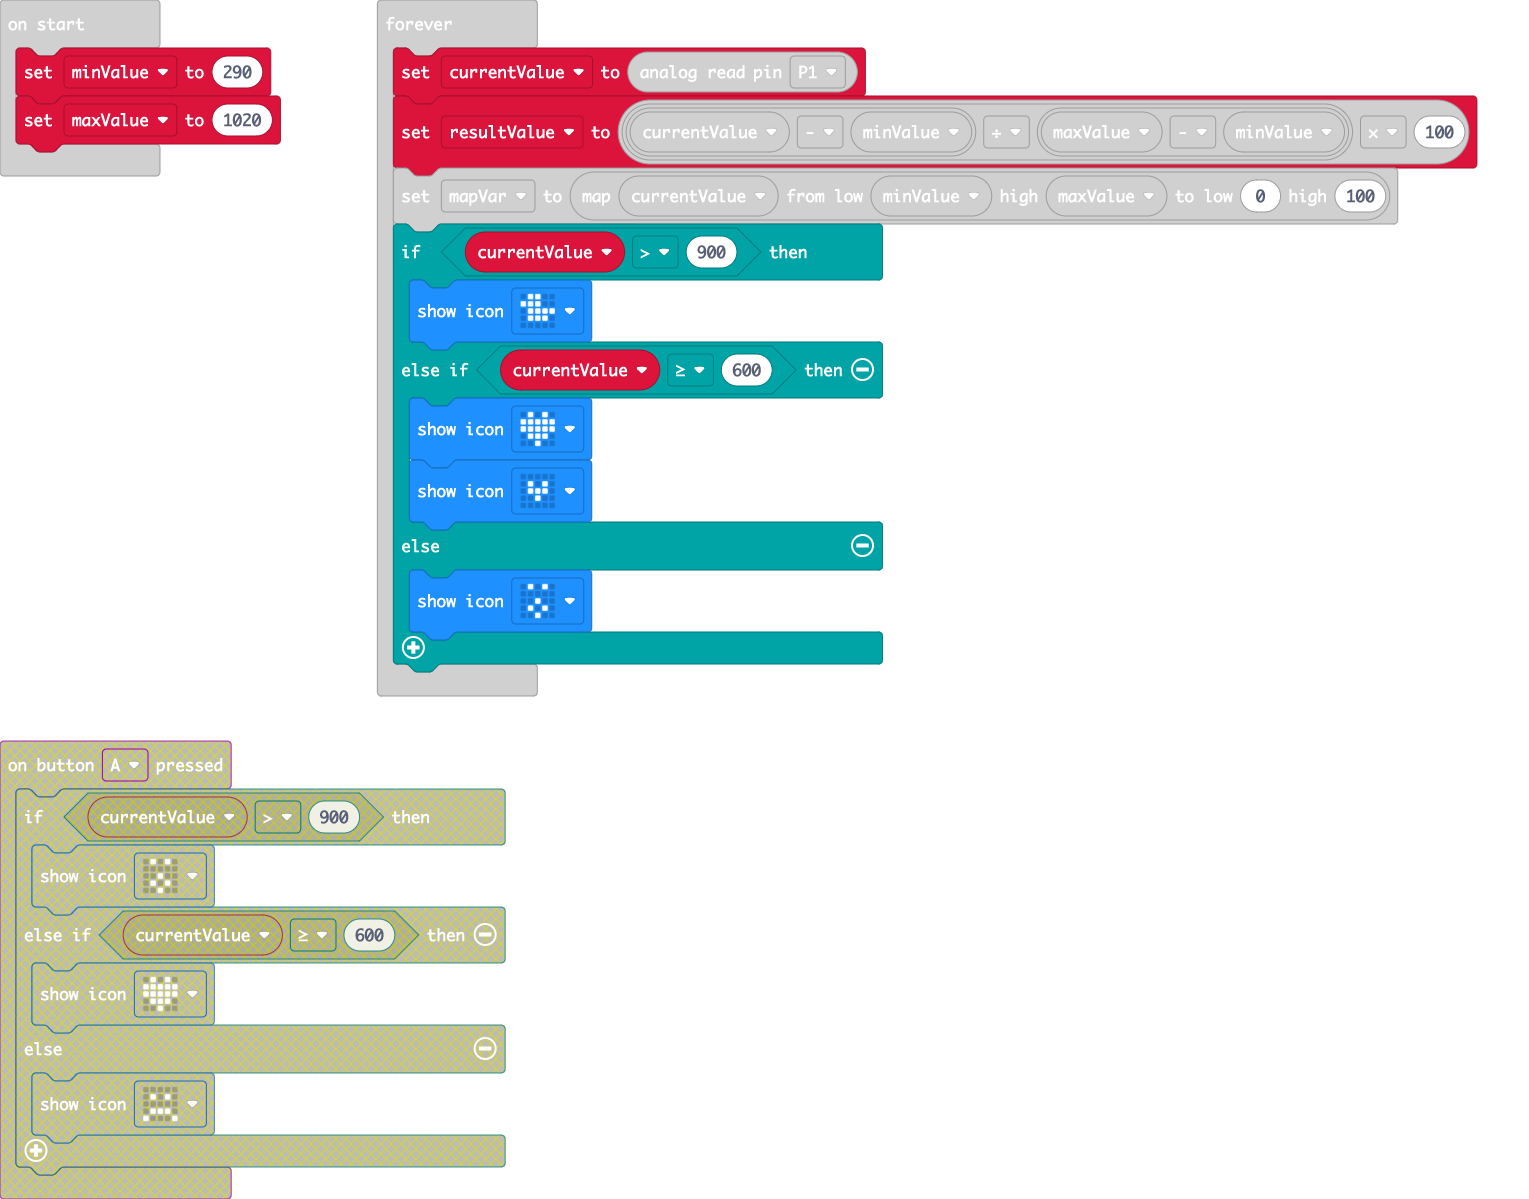 on start
set minValue to 290
set maxValue to 1020
forever
set currentValue to analog read pin P1
set resultValue to currentValue - minValue ÷ maxValue - minValue × 100
set mapVar to map currentValue from low minValue high maxValue to low 0 high 100
if currentValue > 900 then
show icon
else if currentValue ≥ 600 then
show icon
show icon
else
show icon
on button A pressed
if currentValue > 900 then
show icon
else if currentValue ≥ 600 then
show icon
else
show icon